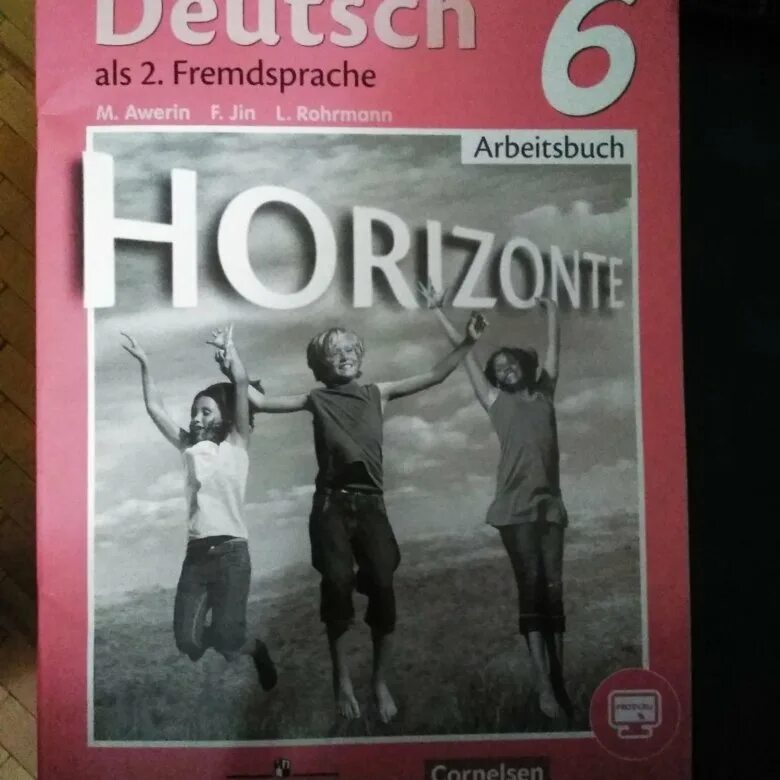 Deutsch 6
als 2. Fremdsprache
M. Awerin F. Jin L. Rohrmann
Arbeitsbuch
HORIZONTE
Cornelsen